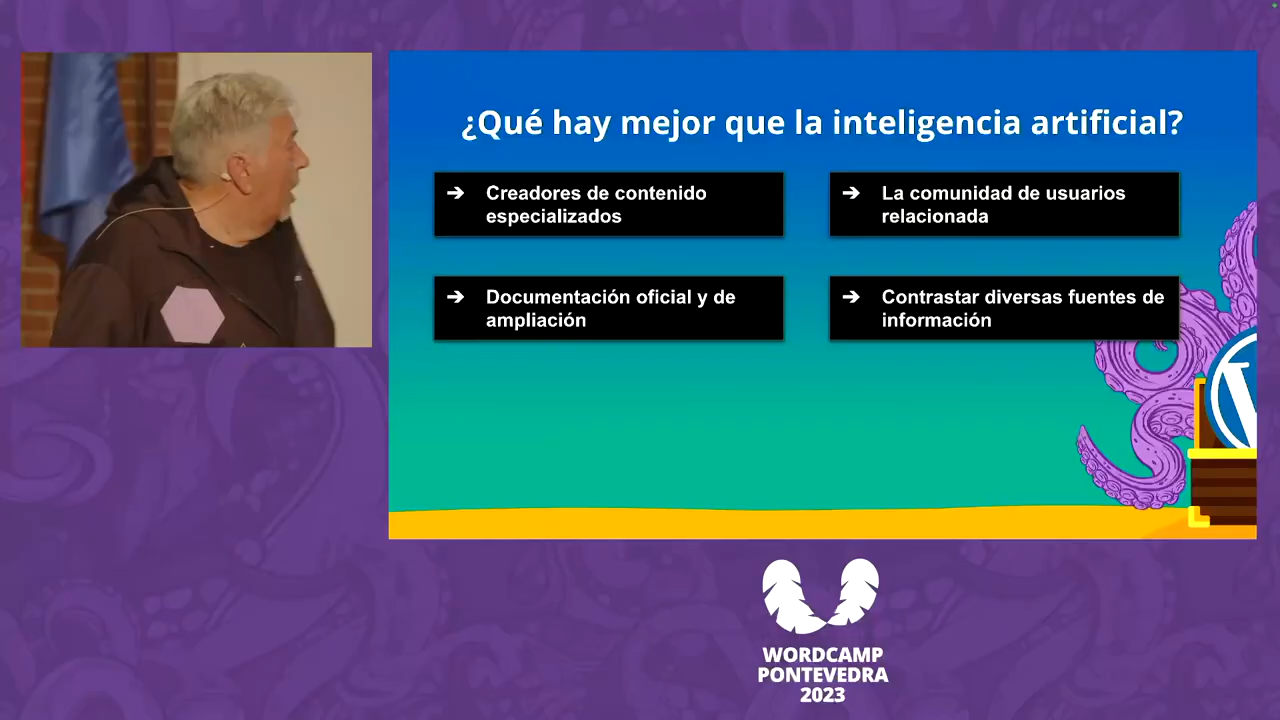 ¿Qué hay mejor que la inteligencia artificial?
➔ Creadores de contenido
especializados
➔ La comunidad de usuarios
relacionada
➔ Documentación oficial y de
ampliación
➔ Contrastar diversas fuentes de
información
WORDCAMP
PONTEVEDRA
2023